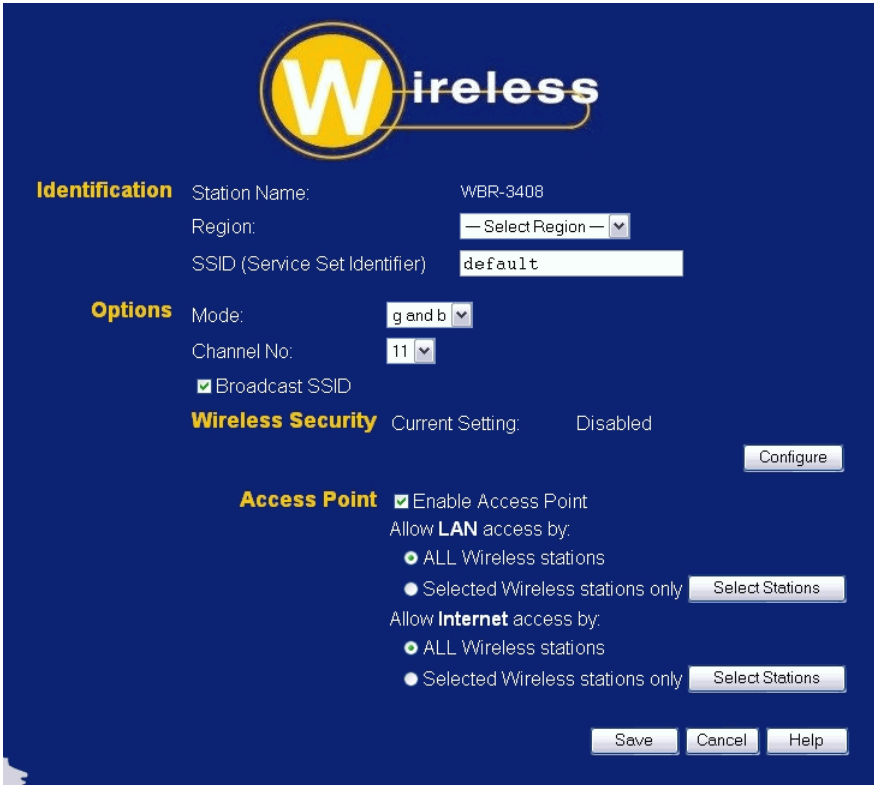 Wireless
Identification Station Name: WBR-3408
Region: — Select Region —
SSID (Service Set Identifier) default
Options Mode: g and b
Channel No: 11
Broadcast SSID
Wireless Security Current Setting: Disabled
Configure
Access Point Enable Access Point
Allow LAN access by:
ALL Wireless stations
Selected Wireless stations only Select Stations
Allow Internet access by:
ALL Wireless stations
Selected Wireless stations only Select Stations
Save Cancel Help